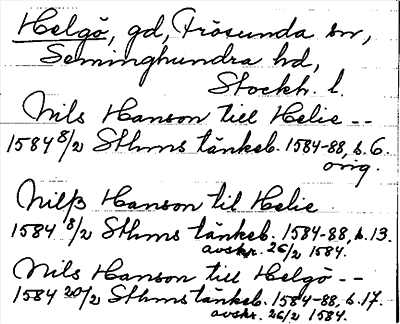 Helgö, gd, Frösunda sn,
Seminghundra hd,
Stockh. l.
Nils Hanson till Helie --
1584 8/2 Sthms tänkeb. 1584-88, b. 6.
orig.
Nilß Hanson til Helie
1584 8/2 Sthms tänkeb. 1584-88, b. 13.
avskr. 26/2 1584.
Nils Hanson till Helgö --
1584 20/2 Sthms tänkeb. 1584-88, b. 17.
avskr. 26/2 1584.